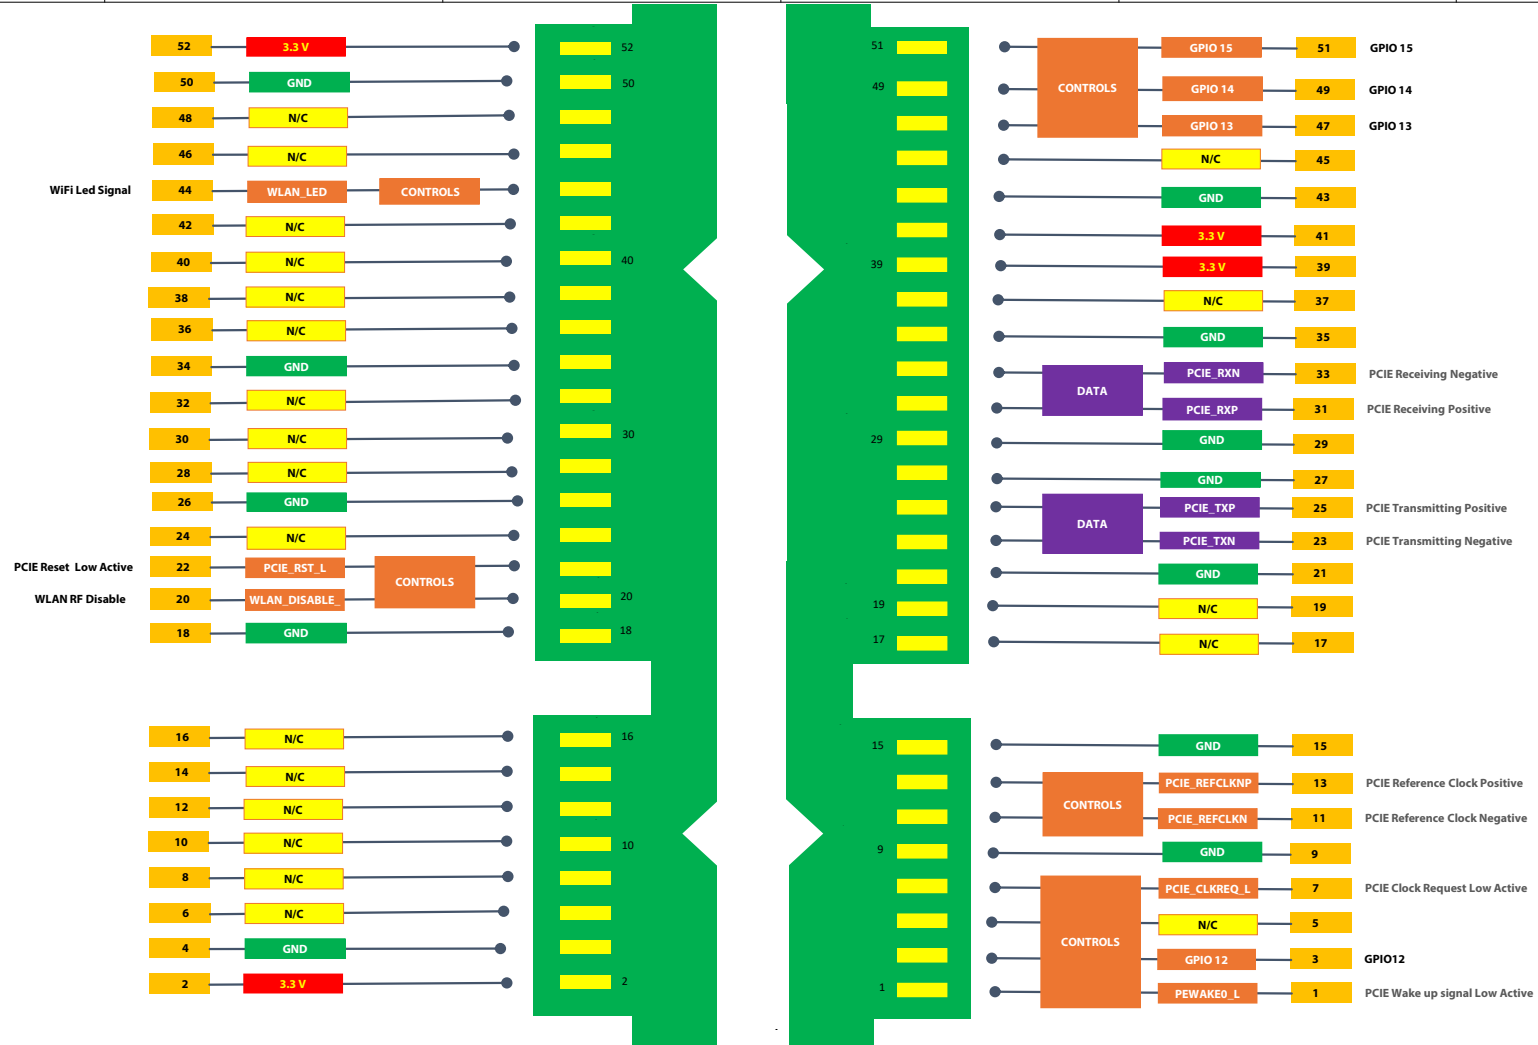 52 3.3 V 52
50 GND 50
48 N/C
46 N/C
WiFi Led Signal 44 WLAN_LED CONTROLS
42 N/C
40 N/C 40
38 N/C
36 N/C
34 GND
32 N/C
30 N/C 30
28 N/C
26 GND
24 N/C
PCIE Reset Low Active 22 PCIE_RST_L
CONTROLS
WLAN RF Disable 20 WLAN_DISABLE_ 20
18 GND 18
16 N/C 16
14 N/C
12 N/C
10 N/C 10
8 N/C
6 N/C
4 GND
2 3.3 V 2
51 GPIO 15 51 GPIO 15
CONTROLS
49 GPIO 14 49 GPIO 14
GPIO 13 47 GPIO 13
N/C 45
GND 43
3.3 V 41
39 3.3 V 39
N/C 37
GND 35
PCIE_RXN 33 PCIE Receiving Negative
DATA
PCIE_RXP 31 PCIE Receiving Positive
29 GND 29
GND 27
PCIE_TXP 25 PCIE Transmitting Positive
DATA
PCIE_TXN 23 PCIE Transmitting Negative
GND 21
19 N/C 19
17 N/C 17
15 GND 15
PCIE_REFCLKNP 13 PCIE Reference Clock Positive
CONTROLS
PCIE_REFCLKN 11 PCIE Reference Clock Negative
9 GND 9
PCIE_CLKREQ_L 7 PCIE Clock Request Low Active
N/C 5
CONTROLS
GPIO 12 3 GPIO12
1 PEWAKE0_L 1 PCIE Wake up signal Low Active